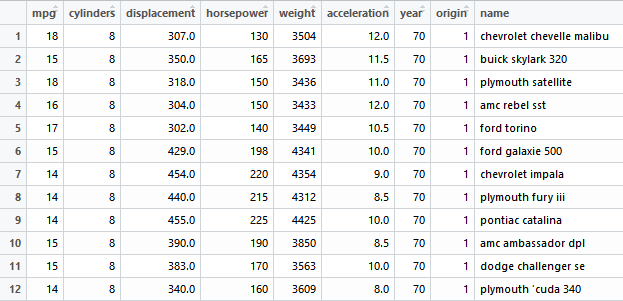 mpg cylinders displacement horsepower weight acceleration year origin name
1 18 8 307.0 130 3504 12.0 70 1 chevrolet chevelle malibu
2 15 8 350.0 165 3693 11.5 70 1 buick skylark 320
3 18 8 318.0 150 3436 11.0 70 1 plymouth satellite
4 16 8 304.0 150 3433 12.0 70 1 amc rebel sst
5 17 8 302.0 140 3449 10.5 70 1 ford torino
6 15 8 429.0 198 4341 10.0 70 1 ford galaxie 500
7 14 8 454.0 220 4354 9.0 70 1 chevrolet impala
8 14 8 440.0 215 4312 8.5 70 1 plymouth fury iii
9 14 8 455.0 225 4425 10.0 70 1 pontiac catalina
10 15 8 390.0 190 3850 8.5 70 1 amc ambassador dpl
11 15 8 383.0 170 3563 10.0 70 1 dodge challenger se
12 14 8 340.0 160 3609 8.0 70 1 plymouth 'cuda 340